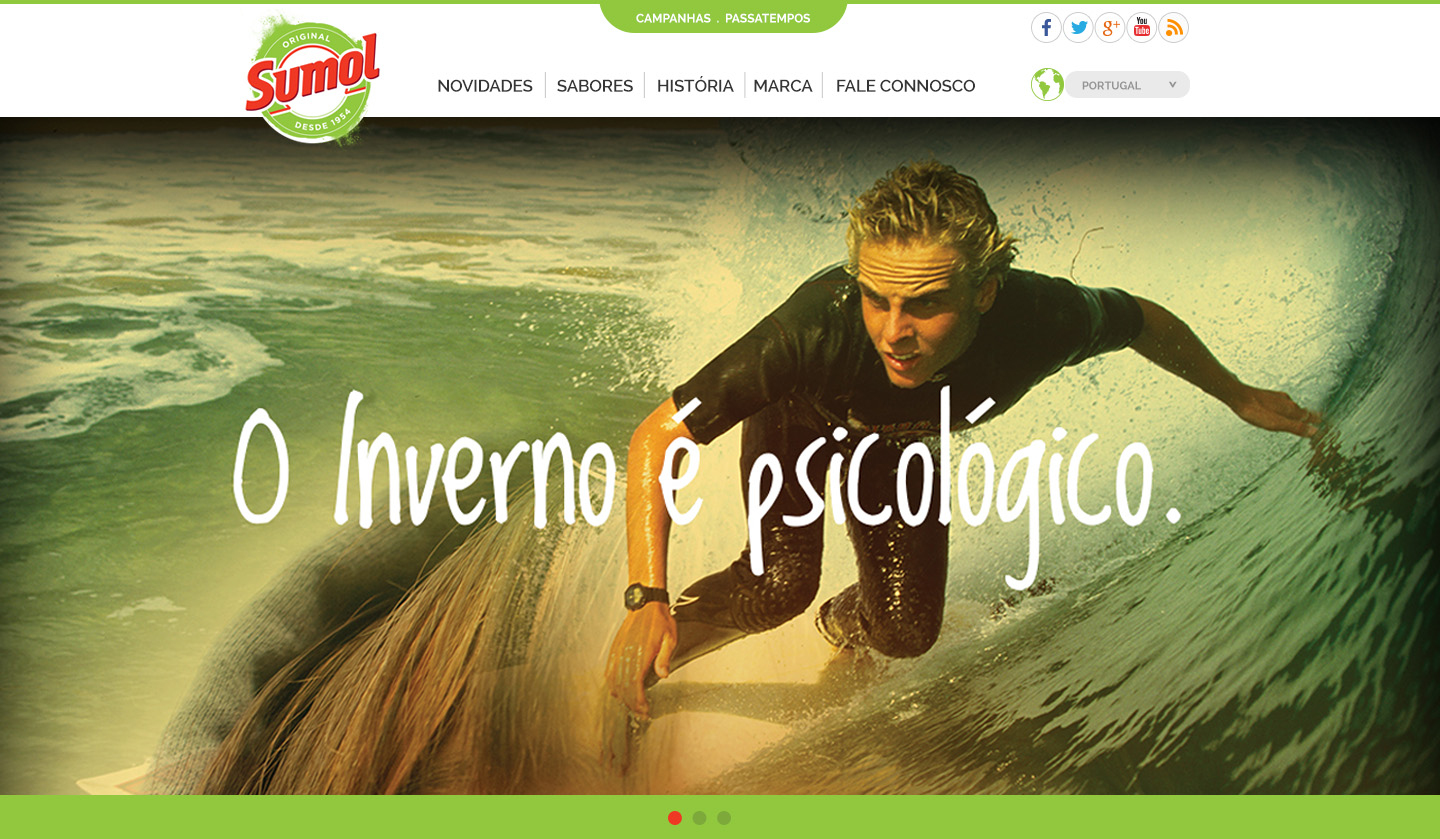 CAMPANHAS . PASSATEMPOS
ORIGINAL
Sumol
DESDE 1954
NOVIDADES
SABORES
HISTÓRIA
MARCA
FALE CONNOSCO
f
g+
You
Tube
PORTUGAL
O Inverno é psicológico.